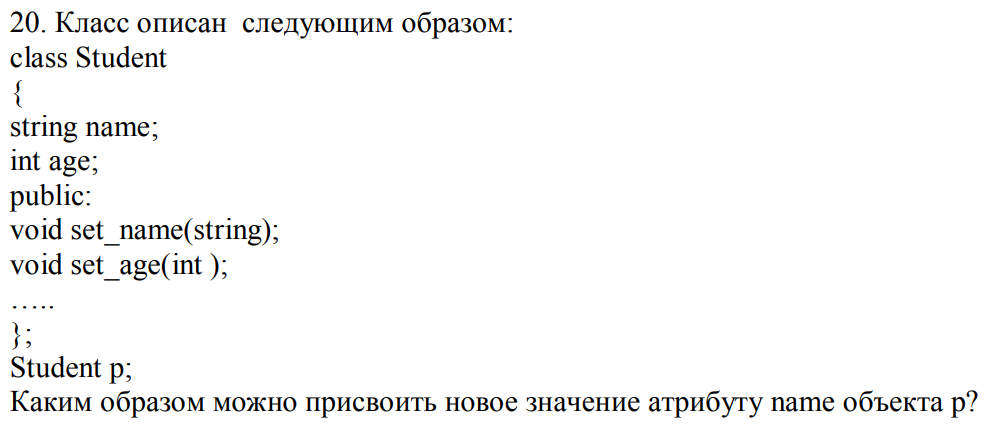 20. Класс описан  следующим образом:
class Student
{
string name;
int age;
public:
void set_name(string);
void set_age(int );
…..
};
Student p;
Каким образом можно присвоить новое значение атрибуту name объекта p?